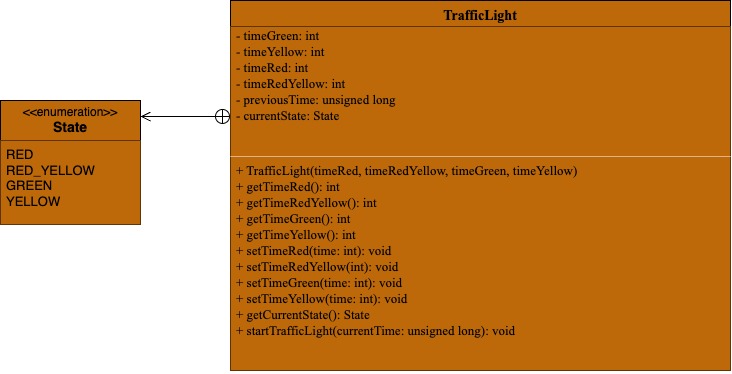 TrafficLight
- timeGreen: int
- timeYellow: int
- timeRed: int
- timeRedYellow: int
- previousTime: unsigned long
- currentState: State
<<enumeration>>
State
RED
RED_YELLOW
GREEN
YELLOW
+ TrafficLight(timeRed, timeRedYellow, timeGreen, timeYellow)
+ getTimeRed(): int
+ getTimeRedYellow(): int
+ getTimeGreen(): int
+ getTimeYellow(): int
+ setTimeRed(time: int): void
+ setTimeRedYellow(int): void
+ setTimeGreen(time: int): void
+ setTimeYellow(time: int): void
+ getCurrentState(): State
+ startTrafficLight(currentTime: unsigned long): void